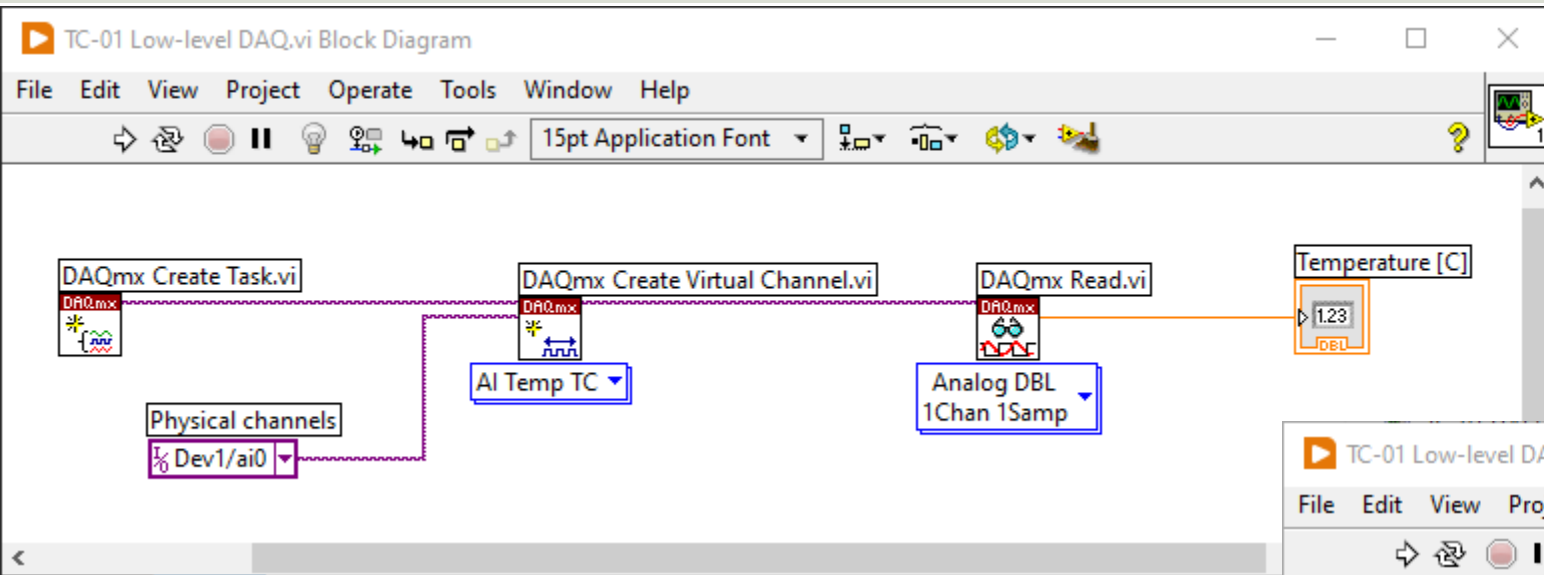 TC-01 Low-level DAQ.vi Block Diagram
File Edit View Project Operate Tools Window Help
15pt Application Font
1
DAQmx Create Task.vi
DAQmx Create Virtual Channel.vi
DAQmx Read.vi
Temperature [C]
DAQmx
DAQmx
DAQmx
1.23
DBL
AI Temp TC
Analog DBL
1Chan 1Samp
Physical channels
I/O Dev1/ai0
TC-01 Low-level DA
File Edit View Proj